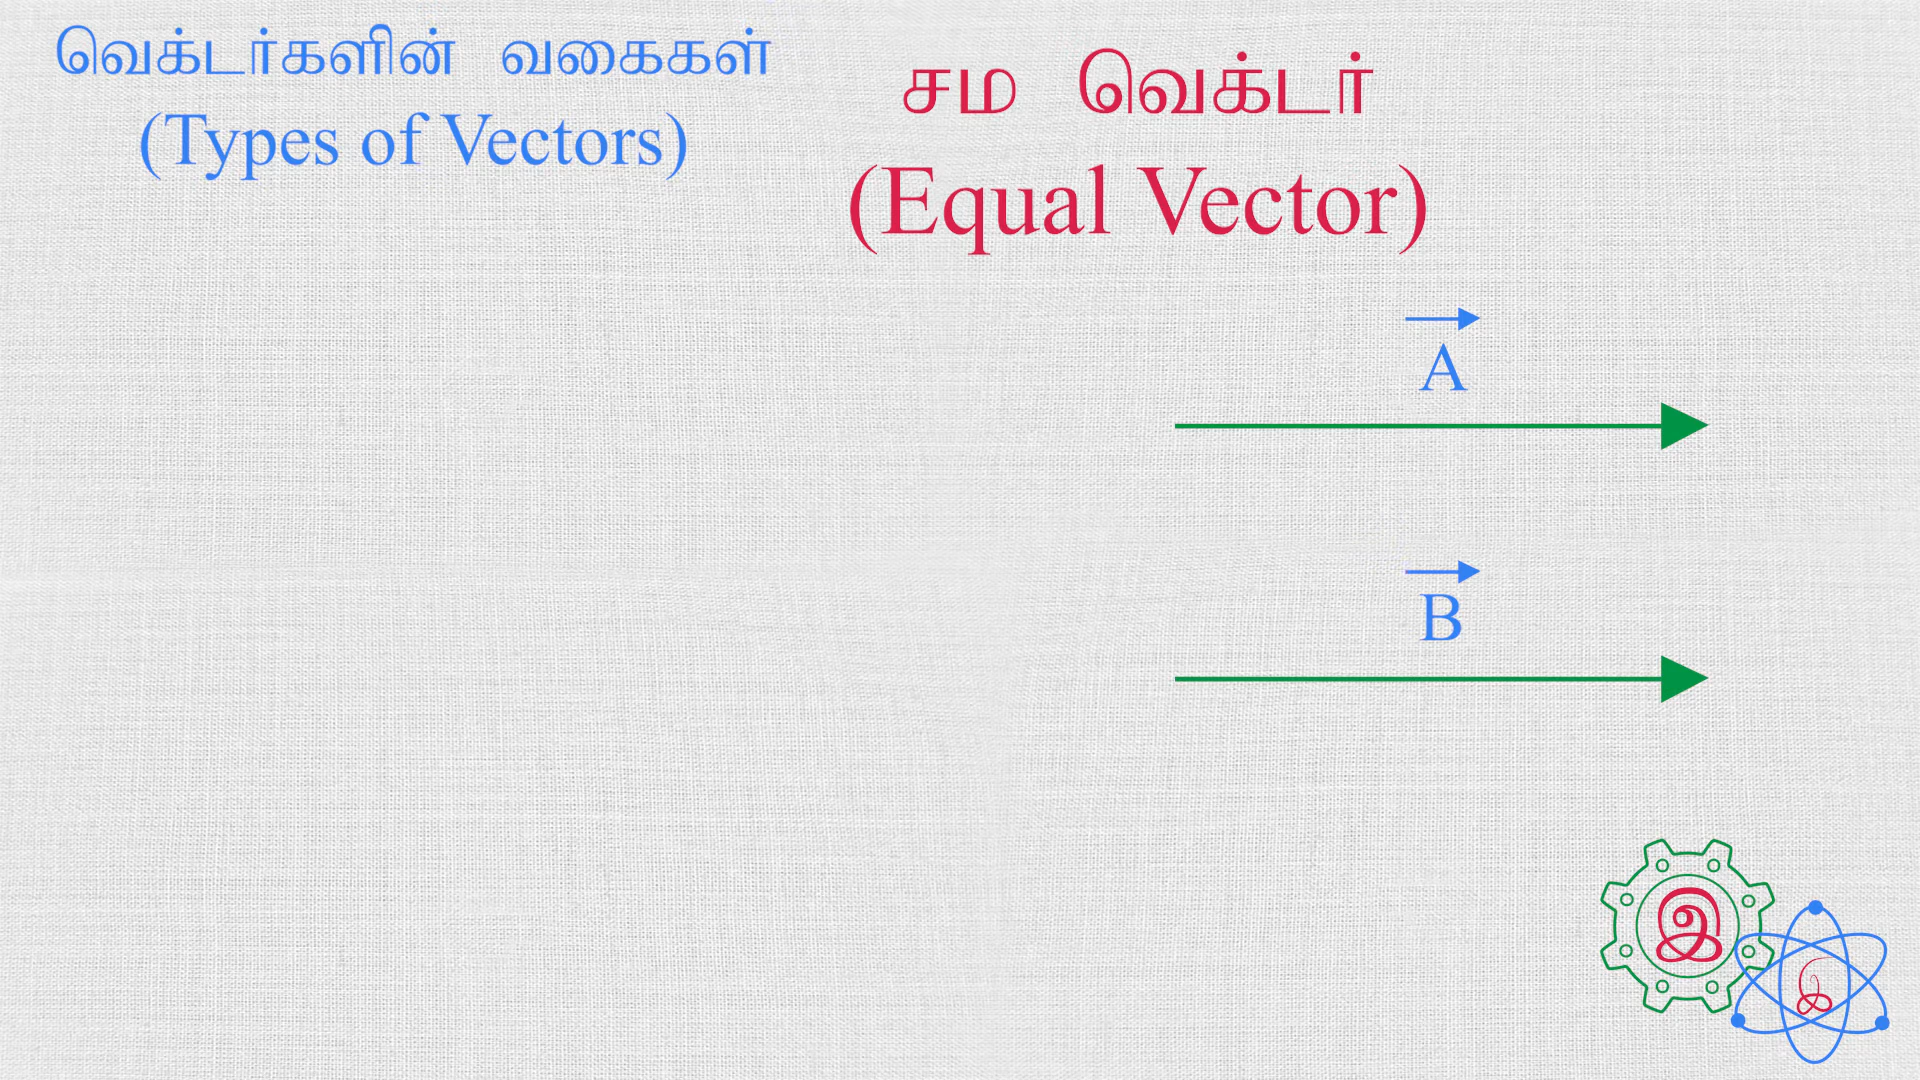 வெக்டர்களின் வகைகள்
(Types of Vectors)
சம வெக்டர்
(Equal Vector)
A
B
இ
இ